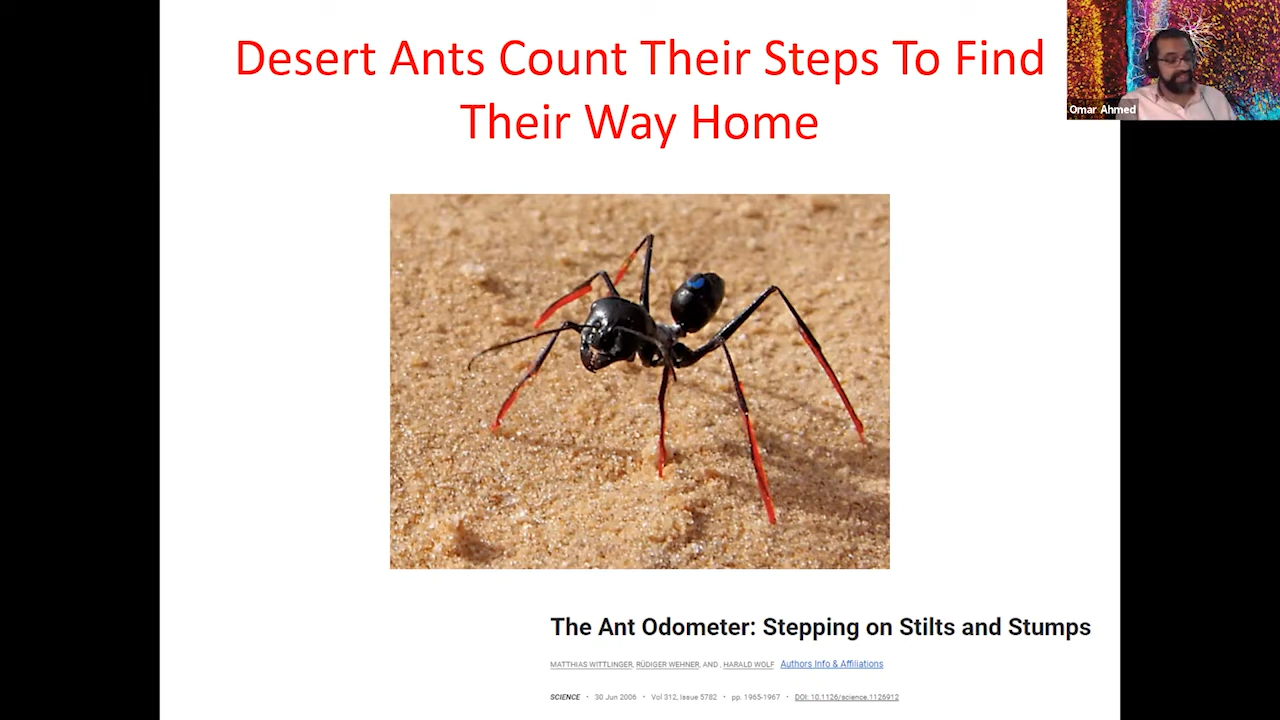 Desert Ants Count Their Steps To Find
Their Way Home
Omar Ahmed
The Ant Odometer: Stepping on Stilts and Stumps
MATTHIAS WITTLINGER, RÜDIGER WEHNER, AND , HARALD WOLF Authors Info & Affiliations
SCIENCE • 30 Jun 2006 • Vol 312, Issue 5782 • pp. 1965-1967 • DOI: 10.1126/science.1126912